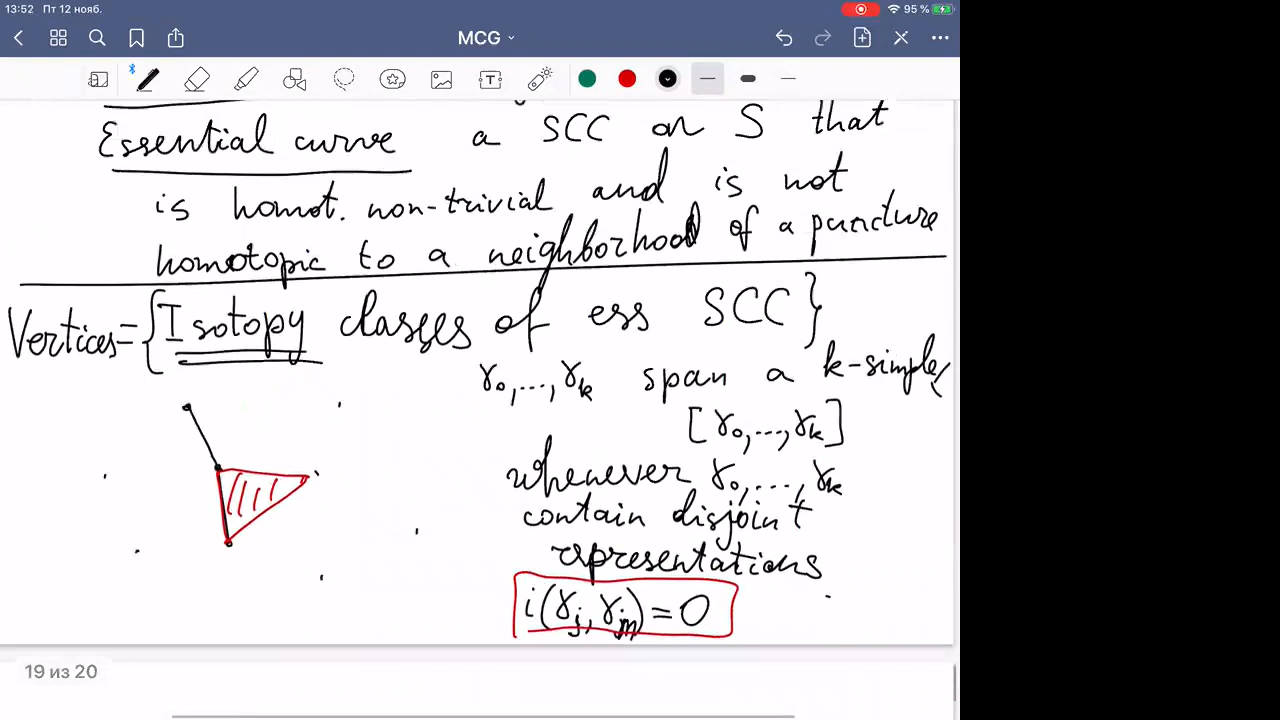 13:52 Пт 12 нояб.
95 %
MCG
Essential curve a SCC on S that
is homot. non-trivial and is not
homotopic to a neighborhood of a puncture
Vertices = {Isotopy classes of ess SCC}
γ₀,...,γₖ span a k-simplex
[γ₀,...,γₖ]
whenever γ₀,...,γₖ
contain disjoint
representations
i(γⱼ, γₘ) = 0
19 из 20